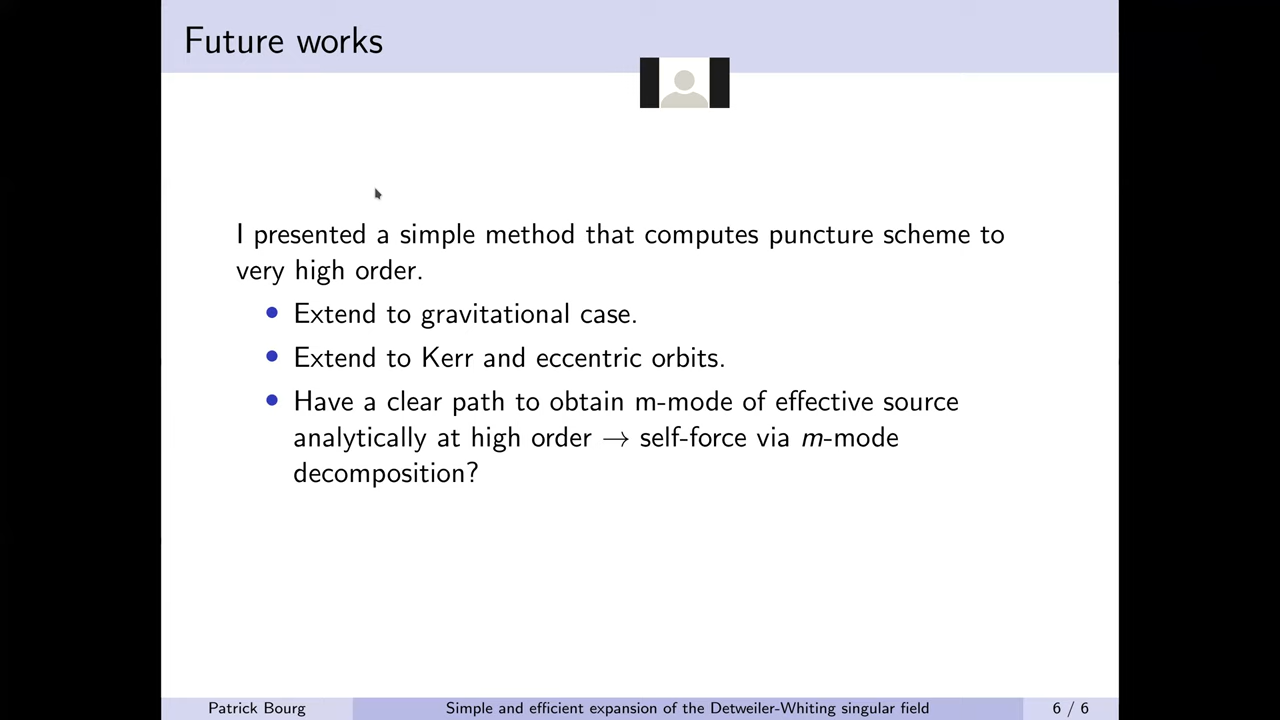 Future works
I presented a simple method that computes puncture scheme to
very high order.
• Extend to gravitational case.
• Extend to Kerr and eccentric orbits.
• Have a clear path to obtain m-mode of effective source
analytically at high order → self-force via m-mode
decomposition?
Patrick Bourg
Simple and efficient expansion of the Detweiler-Whiting singular field
6 / 6